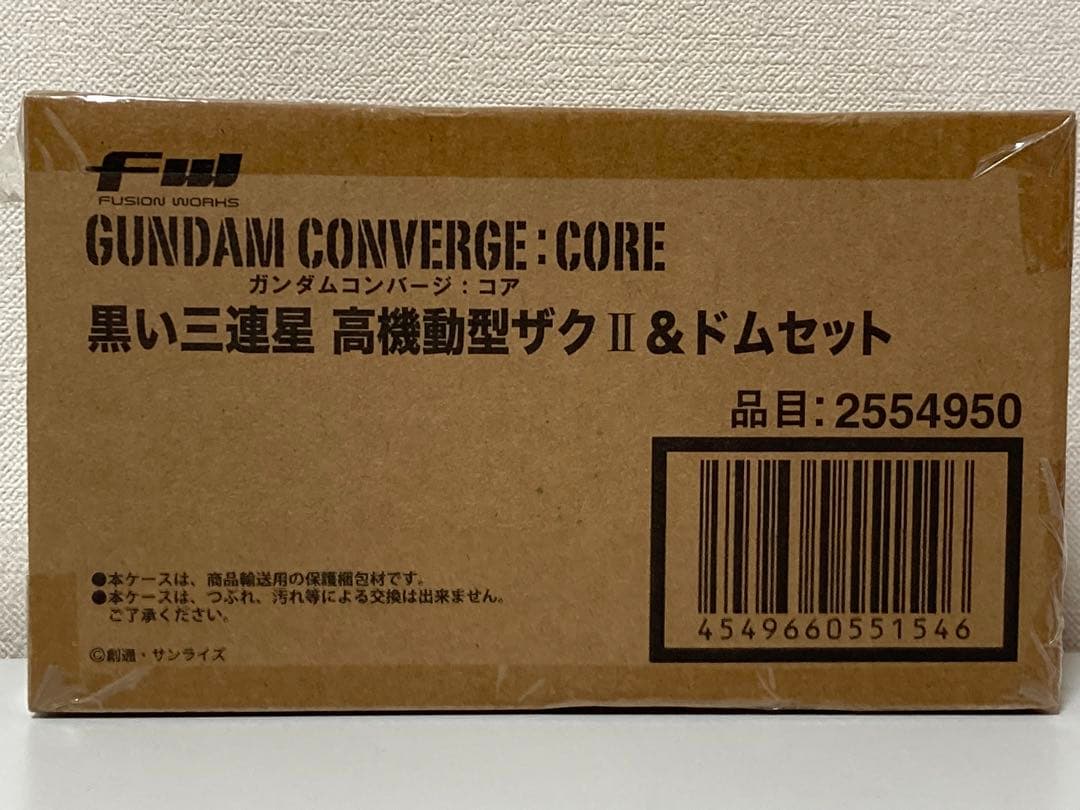 FW
FUSION WORKS
GUNDAM CONVERGE:CORE
ガンダムコンバージ:コア
黒い三連星 高機動型ザクⅡ&ドムセット
品目:2554950
●本ケースは、商品輸送用の保護梱包材です。
●本ケースは、つぶれ、汚れ等による交換は出来ません。
ご了承ください。
©創通・サンライズ
4549660551546